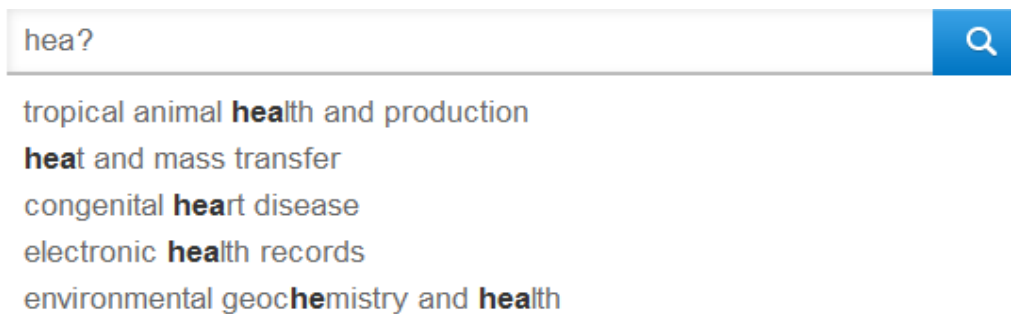 hea?
tropical animal health and production
heat and mass transfer
congenital heart disease
electronic health records
environmental geochemistry and health